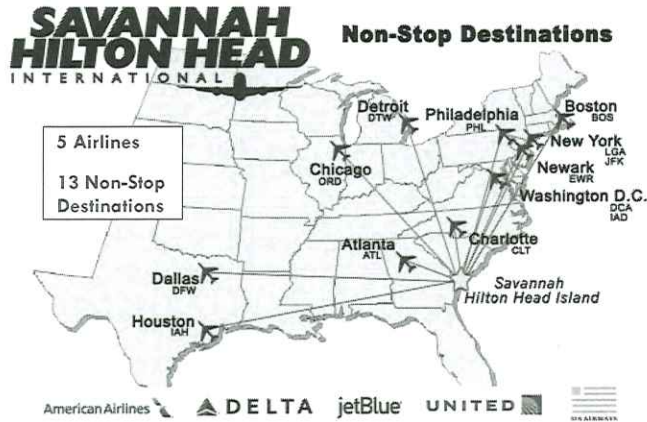 SAVANNAH
HILTON HEAD
INTERNATIONAL
Non-Stop Destinations
5 Airlines
13 Non-Stop
Destinations
Detroit
DTW
Philadelphia
PHL
Boston
BOS
New York
LGA
JFK
Newark
EWR
Washington D.C.
DCA
IAD
Chicago
ORD
Charlotte
CLT
Atlanta
ATL
Savannah
Hilton Head Island
Dallas
DFW
Houston
IAH
American Airlines
DELTA
jetBlue
UNITED
US AIRWAYS